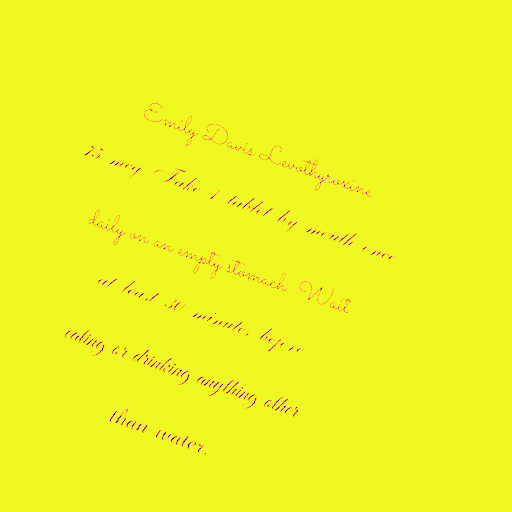 Emily Davis Levothyroxine
75 mcg Take 1 tablet by mouth once
daily on an empty stomach. Wait
at least 30 minutes before
eating or drinking anything other
than water.